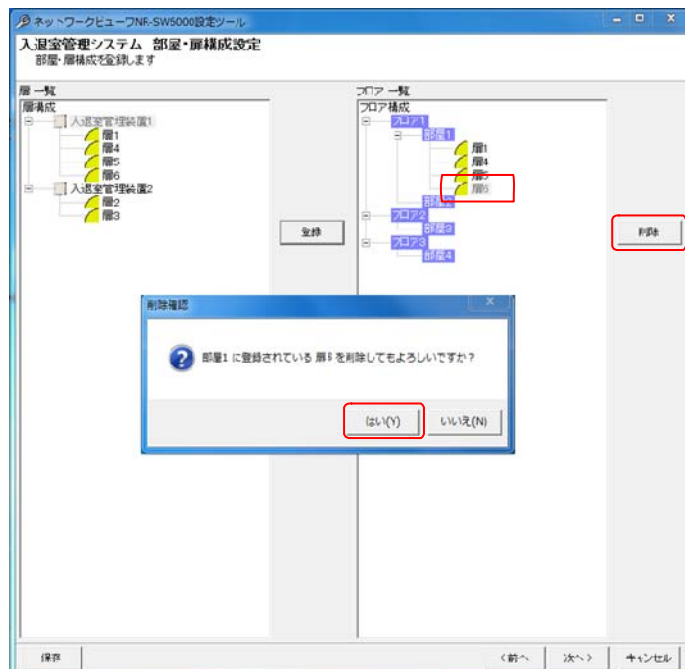 ネットワークビューワNR-SW5000設定ツール
入退室管理システム 部屋・扉構成設定
部屋・扉構成を登録します
扉 一覧
扉構成
入退室管理装置1
扉1
扉4
扉5
扉6
入退室管理装置2
扉2
扉3
登録
フロア 一覧
フロア構成
フロア1
部屋1
扉1
扉4
扉5
扉6
部屋2
フロア2
部屋3
フロア3
部屋4
削除
削除確認
部屋1 に登録されている 扉6 を削除してもよろしいですか？
はい(Y)
いいえ(N)
保存
<前へ
次へ>
キャンセル